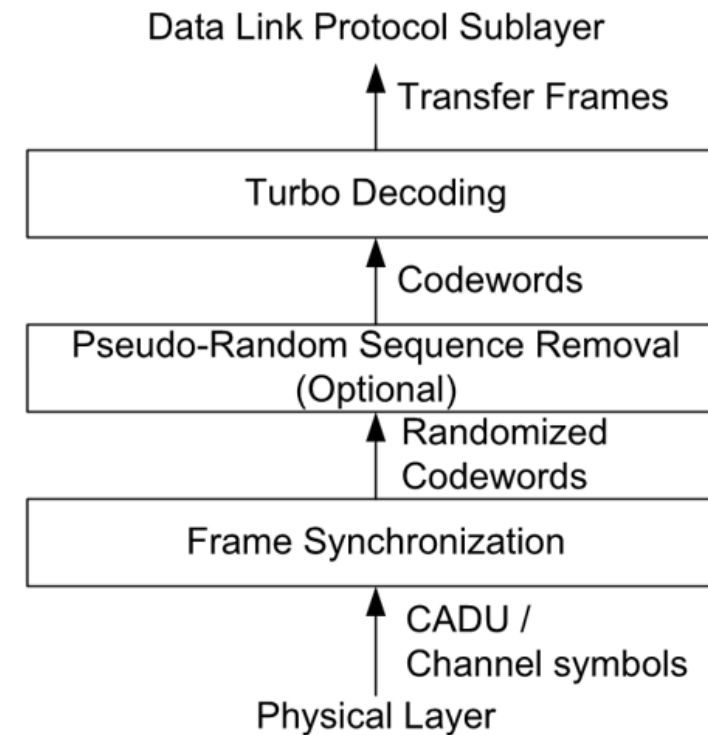 Data Link Protocol Sublayer
Transfer Frames
Turbo Decoding
Codewords
Pseudo-Random Sequence Removal
(Optional)
Randomized
Codewords
Frame Synchronization
CADU /
Channel symbols
Physical Layer